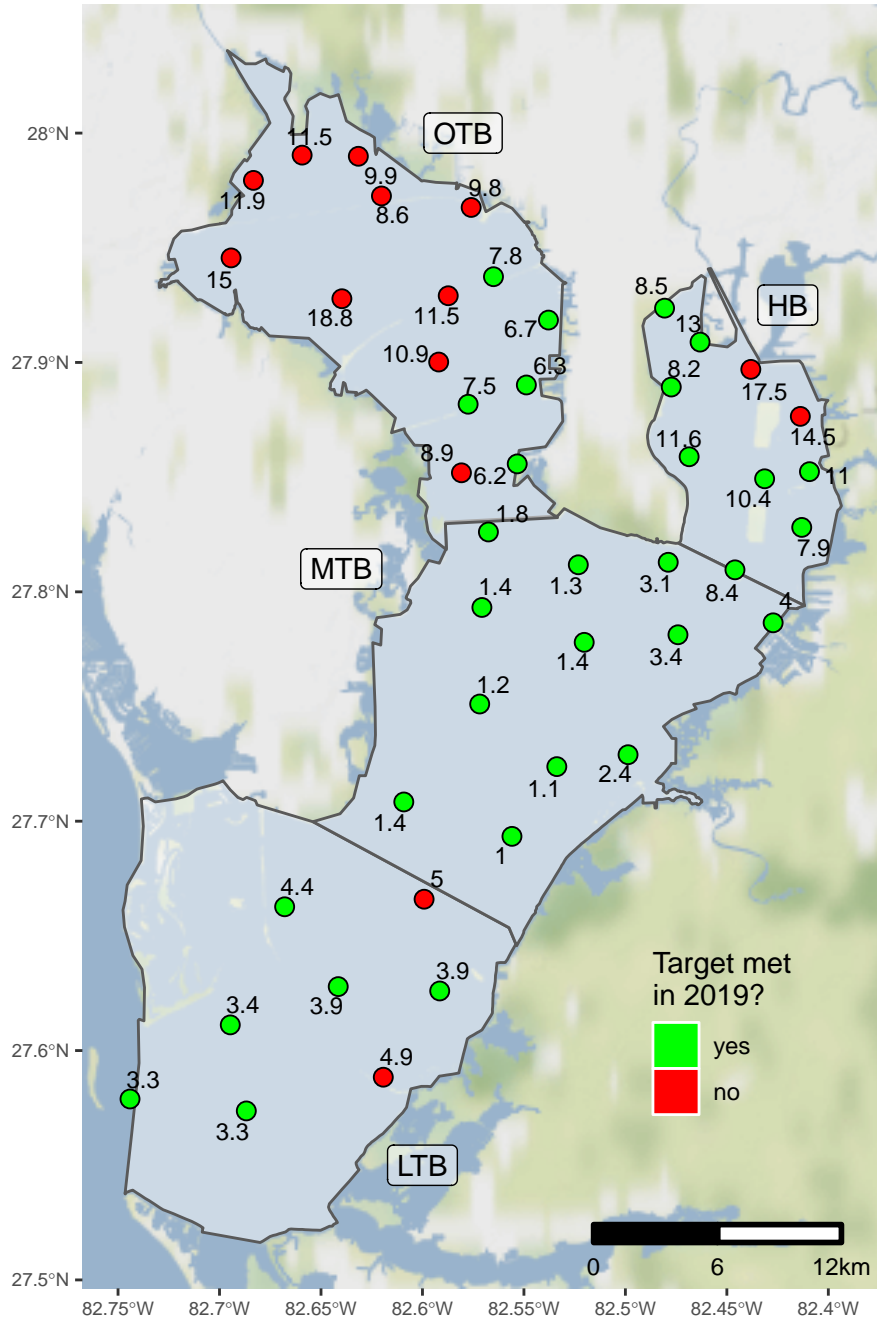 28°N
27.9°N
27.8°N
27.7°N
27.6°N
27.5°N
82.75°W
82.7°W
82.65°W
82.6°W
82.55°W
82.5°W
82.45°W
82.4°W
OTB
11.5
9.9
11.9
8.6
9.8
15
7.8
18.8
11.5
6.7
10.9
6.3
7.5
8.9
6.2
HB
8.5
13
8.2
17.5
11.6
14.5
10.4
11
7.9
8.4
MTB
1.8
1.3
3.1
4
1.4
1.4
3.4
1.2
1.1
2.4
1.4
1
5
4.4
3.9
3.9
3.4
4.9
3.3
3.3
LTB
Target met
in 2019?
yes
no
0 6 12km